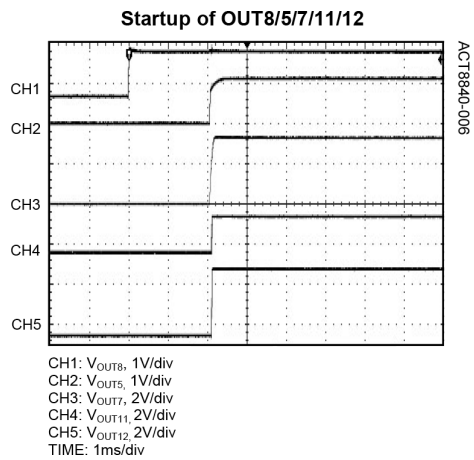 Startup of OUT8/5/7/11/12
ACT8840-006
CH1
CH2
CH3
CH4
CH5
CH1: VOUT8, 1V/div
CH2: VOUT5, 1V/div
CH3: VOUT7, 2V/div
CH4: VOUT11, 2V/div
CH5: VOUT12, 2V/div
TIME: 1ms/div